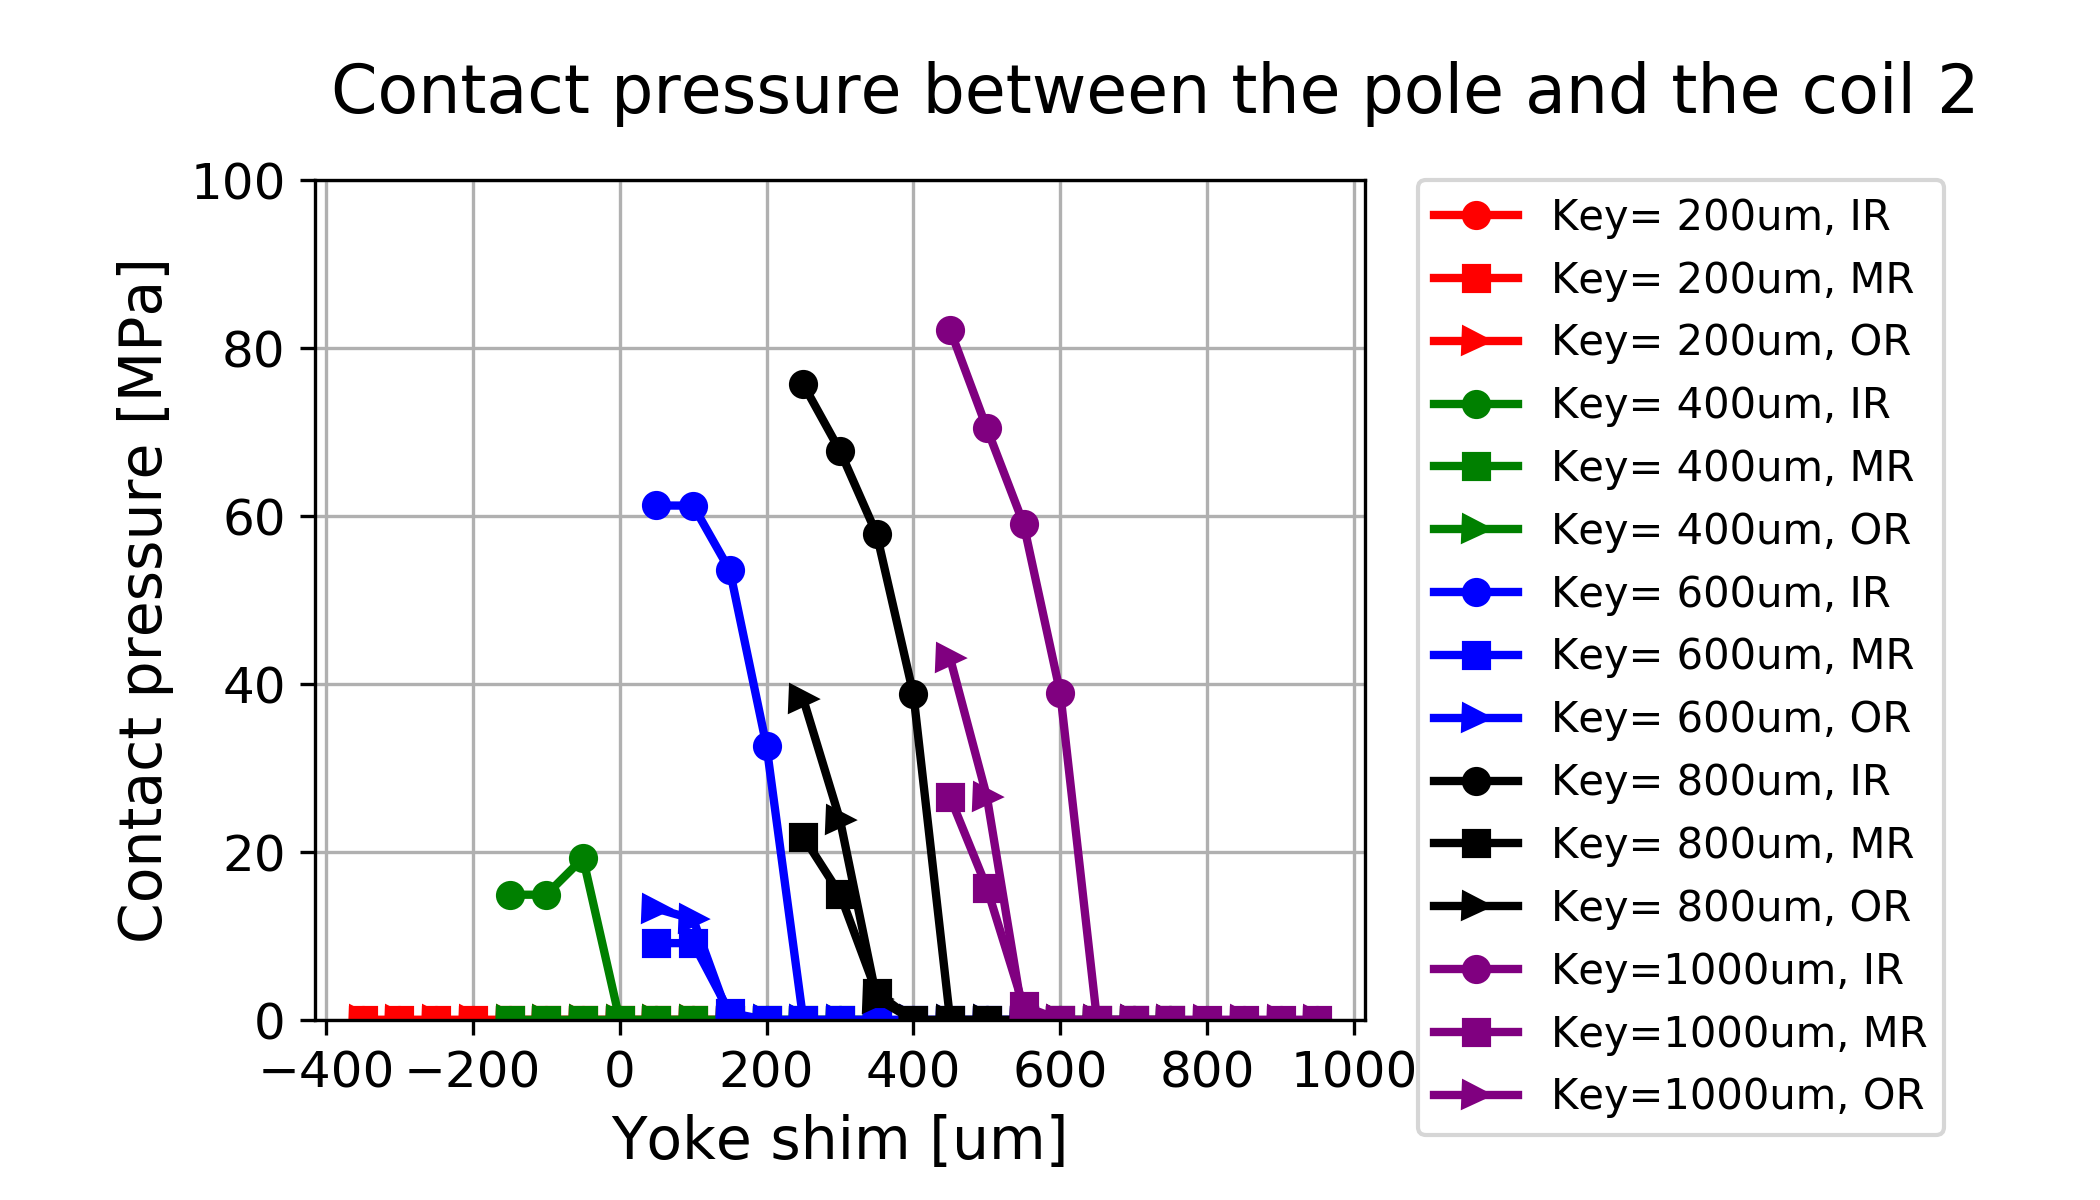 Contact pressure between the pole and the coil 2
Contact pressure [MPa]
100
80
60
40
20
0
−400 −200 0 200 400 600 800 1000
Yoke shim [um]
Key= 200um, IR
Key= 200um, MR
Key= 200um, OR
Key= 400um, IR
Key= 400um, MR
Key= 400um, OR
Key= 600um, IR
Key= 600um, MR
Key= 600um, OR
Key= 800um, IR
Key= 800um, MR
Key= 800um, OR
Key=1000um, IR
Key=1000um, MR
Key=1000um, OR